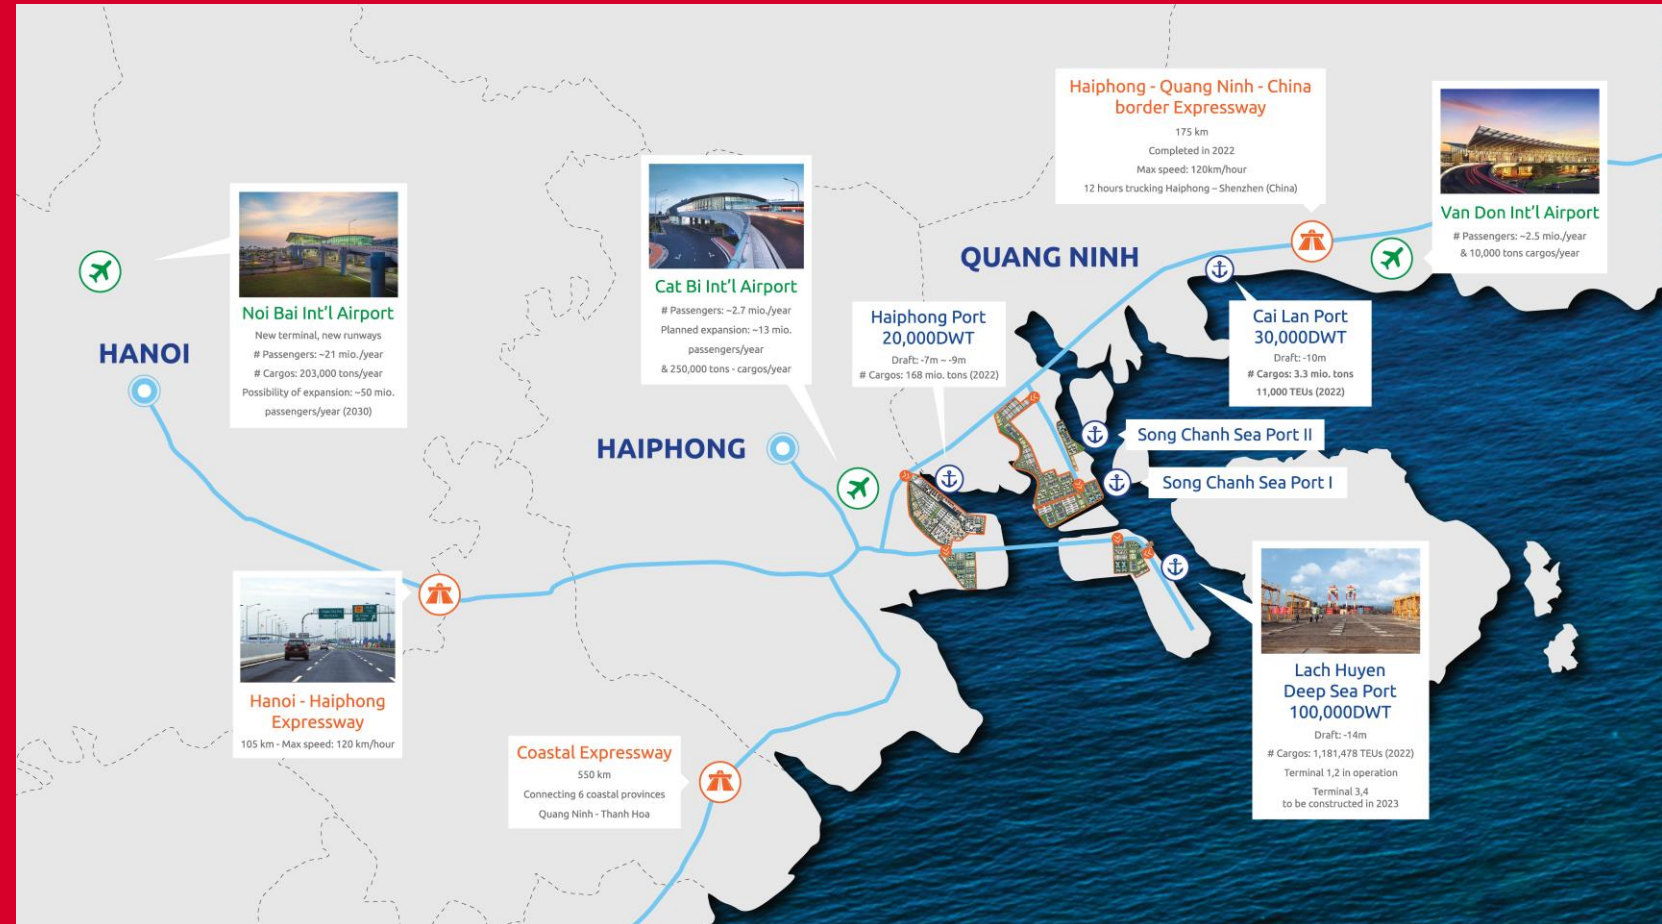 Haiphong - Quang Ninh - China
border Expressway
175 km
Completed in 2022
Max speed: 120km/hour
12 hours trucking Haiphong – Shenzhen (China)
Van Don Int'l Airport
# Passengers: ~2.5 mio./year
& 10,000 tons cargos/year
QUANG NINH
Noi Bai Int'l Airport
New terminal, new runways
# Passengers: ~21 mio./year
# Cargos: 203,000 tons/year
Possibility of expansion: ~50 mio.
passengers/year (2030)
Cat Bi Int'l Airport
# Passengers: ~2.7 mio./year
Planned expansion: ~13 mio.
passengers/year
& 250,000 tons - cargos/year
Haiphong Port
20,000DWT
Draft: -7m ~ -9m
# Cargos: 168 mio. tons (2022)
Cai Lan Port
30,000DWT
Draft: -10m
# Cargos: 3.3 mio. tons
11,000 TEUs (2022)
HANOI
HAIPHONG
Song Chanh Sea Port II
Song Chanh Sea Port I
Hanoi - Haiphong
Expressway
105 km - Max speed: 120 km/hour
Coastal Expressway
550 km
Connecting 6 coastal provinces
Quang Ninh - Thanh Hoa
Lach Huyen
Deep Sea Port
100,000DWT
Draft: -14m
# Cargos: 1,181,478 TEUs (2022)
Terminal 1,2 in operation
Terminal 3,4
to be constructed in 2023